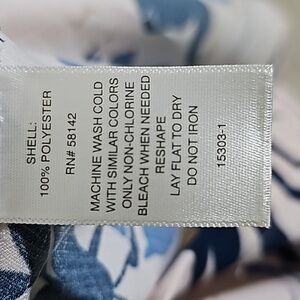 SHELL:
100% POLYESTER
RN# 58142
MACHINE WASH COLD
WITH SIMILAR COLORS
ONLY NON-CHLORINE
BLEACH WHEN NEEDED
RESHAPE
LAY FLAT TO DRY
DO NOT IRON
15303-1